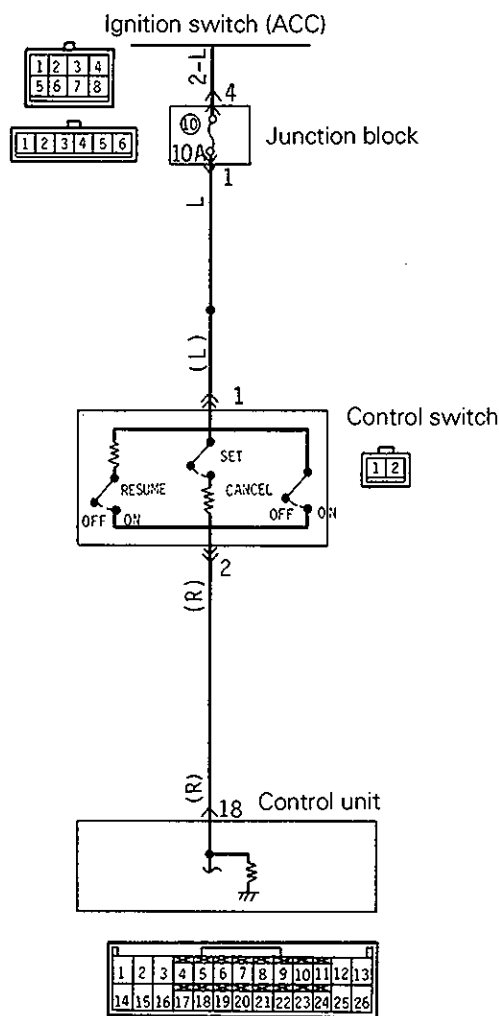 Ignition switch (ACC)
2-L
4
1 2 3 4
5 6 7 8
10
10A
Junction block
1 2 3 4 5 6
1
L
(L)
1
Control switch
1 2
SET
RESUME
CANCEL
OFF ON
OFF ON
2
(R)
(R)
18
Control unit
1 2 3 4 5 6 7 8 9 10 11 12 13
14 15 16 17 18 19 20 21 22 23 24 25 26